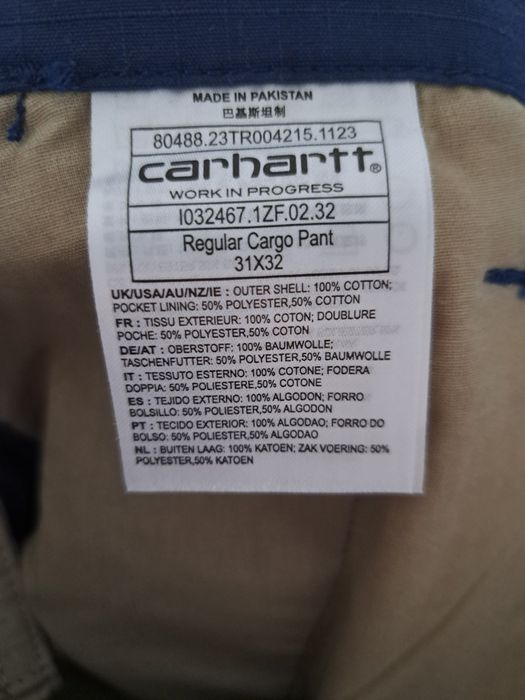 MADE IN PAKISTAN
巴基斯坦制
80488.23TR004215.1123
carhartt®
WORK IN PROGRESS
I032467.1ZF.02.32
Regular Cargo Pant
31X32
UK/USA/AU/NZ/IE : OUTER SHELL: 100% COTTON;
POCKET LINING: 50% POLYESTER,50% COTTON
FR : TISSU EXTERIEUR: 100% COTON; DOUBLURE
POCHE: 50% POLYESTER,50% COTON
DE/AT : OBERSTOFF: 100% BAUMWOLLE;
TASCHENFUTTER: 50% POLYESTER,50% BAUMWOLLE
IT : TESSUTO ESTERNO: 100% COTONE; FODERA
DOPPIA: 50% POLIESTERE,50% COTONE
ES : TEJIDO EXTERNO: 100% ALGODON; FORRO
BOLSILLO: 50% POLIESTER,50% ALGODON
PT : TECIDO EXTERIOR: 100% ALGODAO; FORRO DO
BOLSO: 50% POLYESTER,50% ALGODAO
NL : BUITEN LAAG: 100% KATOEN; ZAK VOERING: 50%
POLYESTER,50% KATOEN